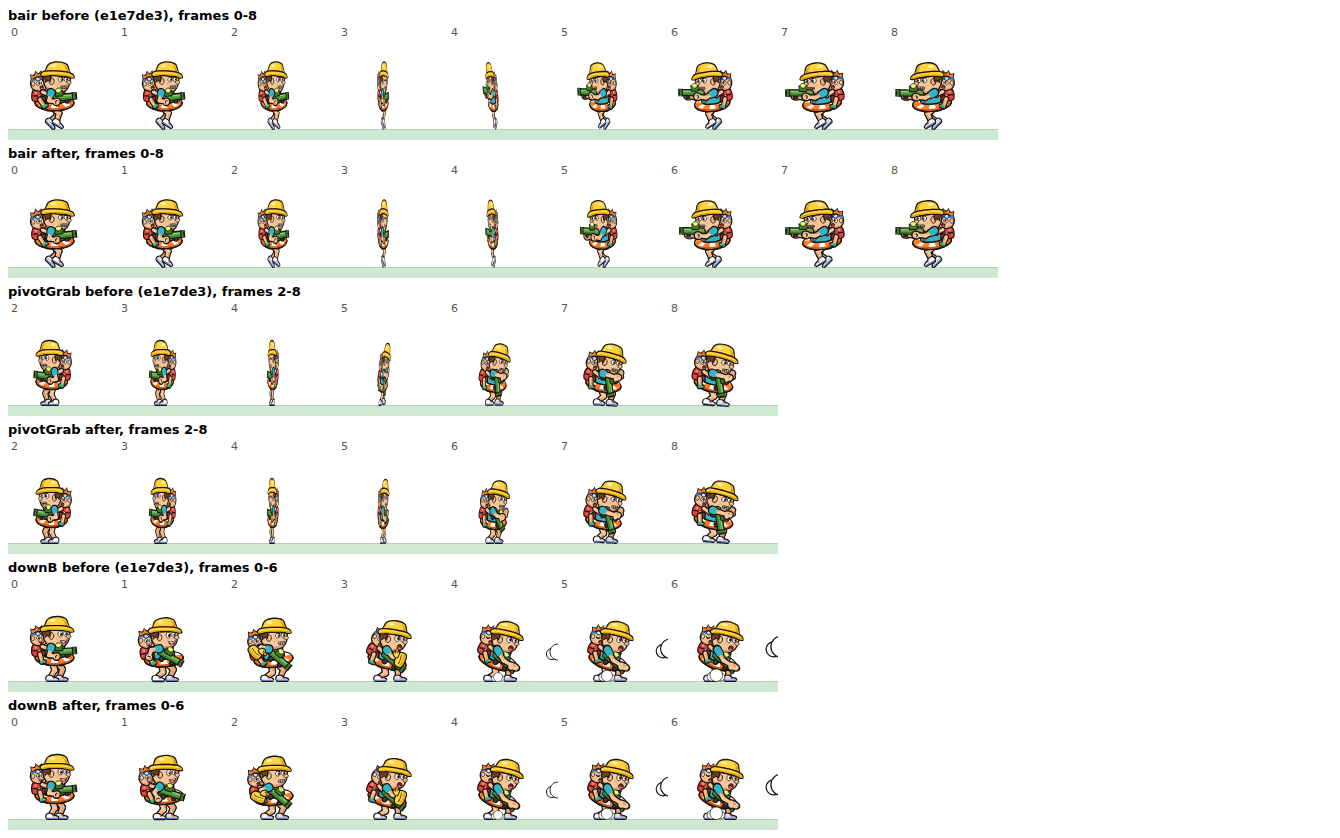 bair before (e1e7de3), frames 0-8
0 1 2 3 4 5 6 7 8
bair after, frames 0-8
0 1 2 3 4 5 6 7 8
pivotGrab before (e1e7de3), frames 2-8
2 3 4 5 6 7 8
pivotGrab after, frames 2-8
2 3 4 5 6 7 8
downB before (e1e7de3), frames 0-6
0 1 2 3 4 5 6
downB after, frames 0-6
0 1 2 3 4 5 6